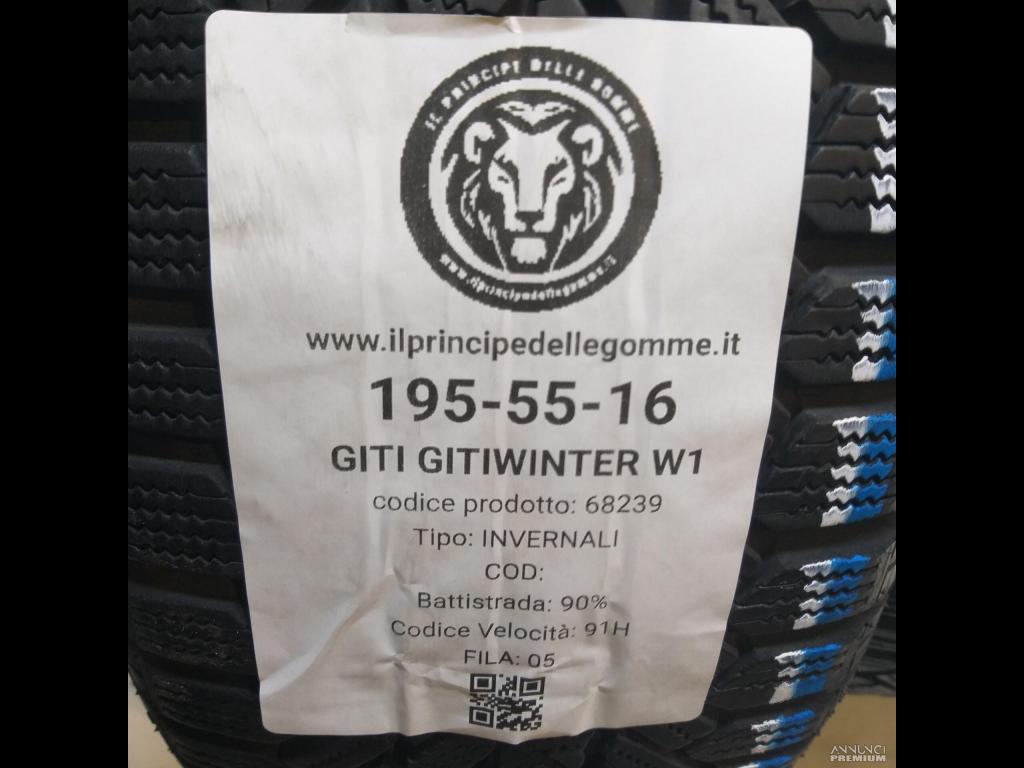 IL PRINCIPE DELLE GOMME
www.ilprincipedellegomme.it
www.ilprincipedellegomme.it
195-55-16
GITI GITIWINTER W1
codice prodotto: 68239
Tipo: INVERNALI
COD:
Battistrada: 90%
Codice Velocità: 91H
FILA: 05
ANNUNCI
PREMIUM